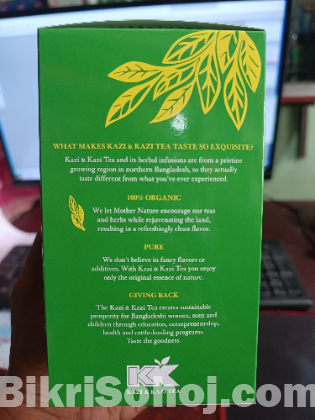 WHAT MAKES KAZI & KAZI TEA TASTE SO EXQUISITE?
Kazi & Kazi Tea and its herbal infusions are from a pristine
growing region in northern Bangladesh, so they actually
taste different from what you've ever experienced.
100% ORGANIC
We let Mother Nature encourage our teas
and herbs while rejuvenating the land,
resulting in a refreshingly clean flavor.
PURE
We don't believe in fancy flavors or
additives. With Kazi & Kazi Tea you enjoy
only the original essence of nature.
GIVING BACK
The Kazi & Kazi Tea creates sustainable
prosperity for Bangladeshi women, men and
children through education, entrepreneurship,
health and cattle-lending programs.
Taste the goodness.
KK
KAZI & KAZI TEA
BikriSaroj.com